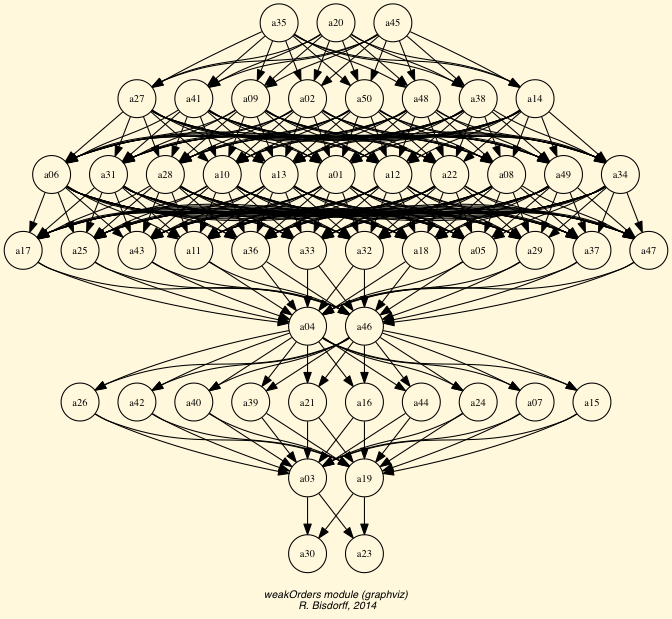 a35 a20 a45
a27 a41 a09 a02 a50 a48 a38 a14
a06 a31 a28 a10 a13 a01 a12 a22 a08 a49 a34
a17 a25 a43 a11 a36 a33 a32 a18 a05 a29 a37 a47
a04 a46
a26 a42 a40 a39 a21 a16 a44 a24 a07 a15
a03 a19
a30 a23
weakOrders module (graphviz)
R. Bisdorff, 2014